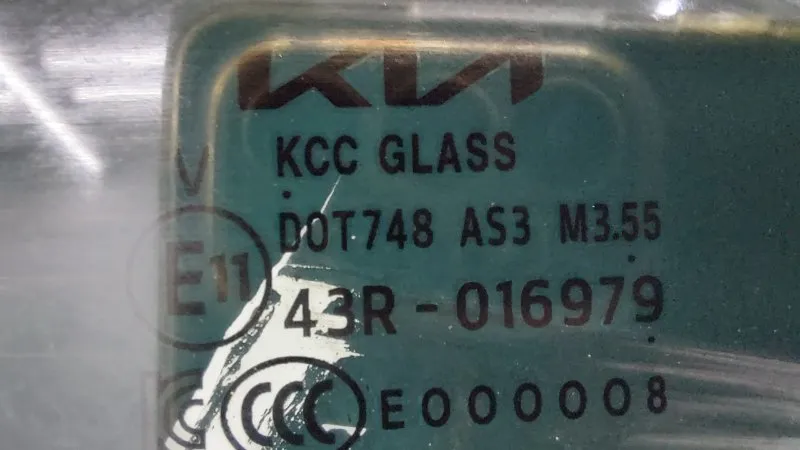 KIA
KCC GLASS
V
DOT748 AS3 M3.55
E11
43R-016979
CCC E000008